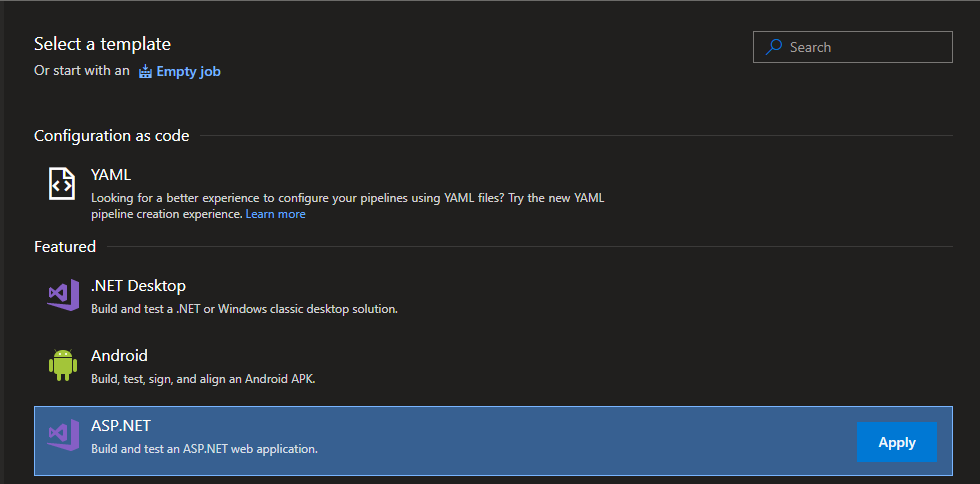 Select a template
Search
Or start with an Empty job
Configuration as code
YAML
Looking for a better experience to configure your pipelines using YAML files? Try the new YAML
pipeline creation experience. Learn more
Featured
.NET Desktop
Build and test a .NET or Windows classic desktop solution.
Android
Build, test, sign, and align an Android APK.
ASP.NET
Build and test an ASP.NET web application.
Apply